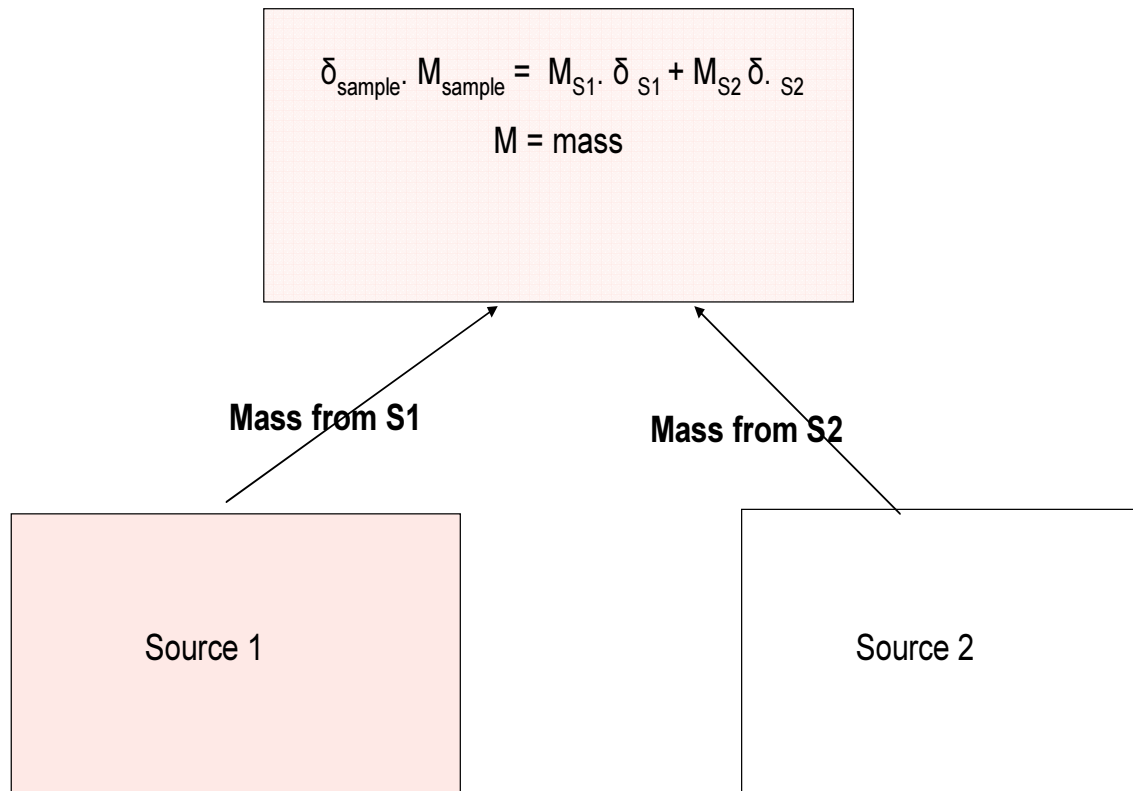 δsample. Msample = MS1. δ S1 + MS2 δ. S2
M = mass
Mass from S1
Mass from S2
Source 1
Source 2